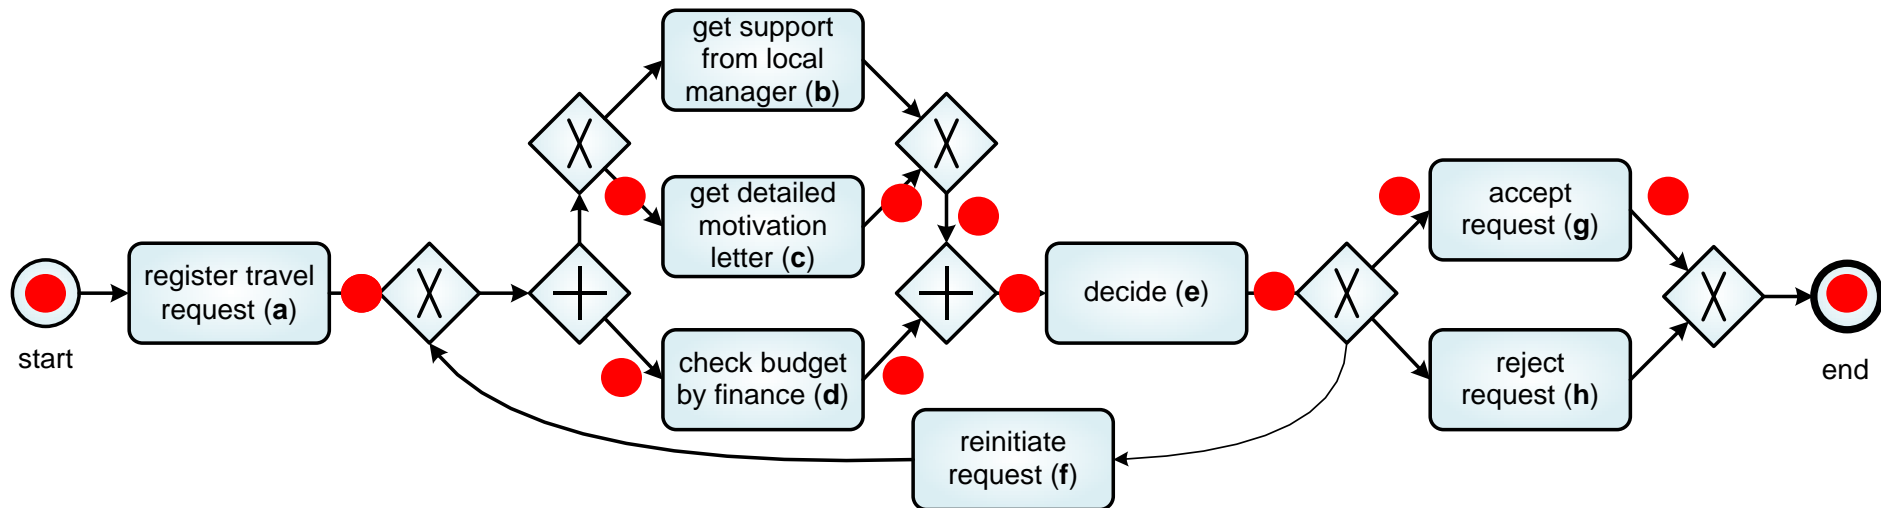 get support
from local
manager (b)
get detailed
motivation
letter (c)
register travel
request (a)
start
check budget
by finance (d)
decide (e)
reinitiate
request (f)
accept
request (g)
reject
request (h)
end